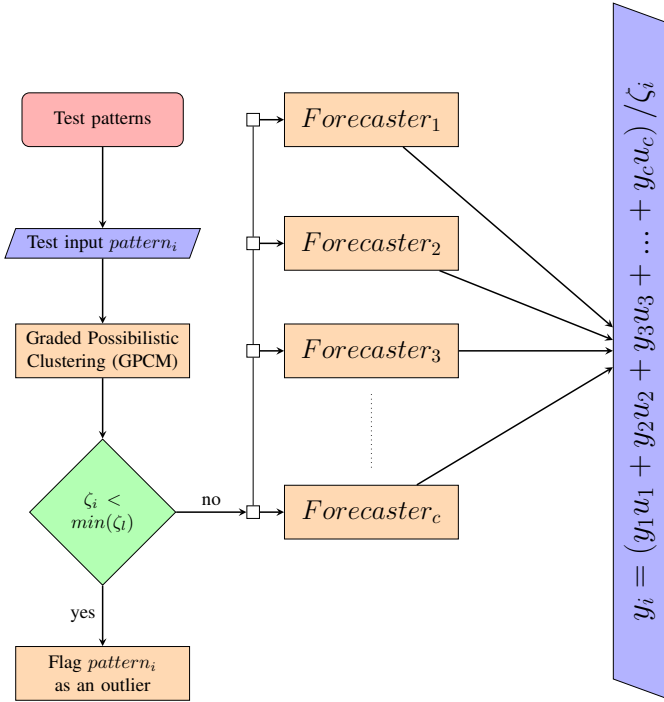 Test patterns
Test input pattern_i
Graded Possibilistic
Clustering (GPCM)
ζ_i <
min(ζ_l)
no
yes
Flag pattern_i
as an outlier
Forecaster_1
Forecaster_2
Forecaster_3
Forecaster_c
y_i = (y_1u_1 + y_2u_2 + y_3u_3 + ... + y_cu_c) / ζ_i